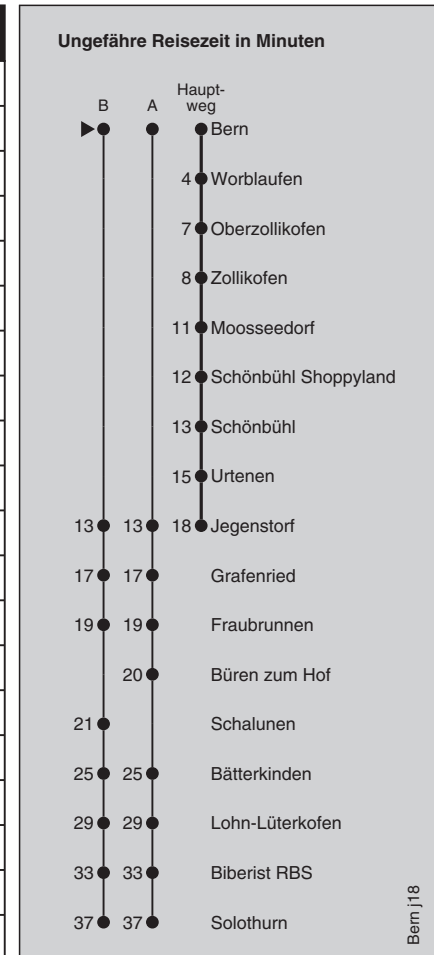 Ungefähre Reisezeit in Minuten
B A Haupt-
weg
Bern
4 Worblaufen
7 Oberzollikofen
8 Zollikofen
11 Moosseedorf
12 Schönbühl Shoppyland
13 Schönbühl
15 Urtenen
13 13 18 Jegenstorf
17 17 Grafenried
19 19 Fraubrunnen
20 Büren zum Hof
21 Schalunen
25 25 Bätterkinden
29 29 Lohn-Lüterkofen
33 33 Biberist RBS
37 37 Solothurn
Bern j18